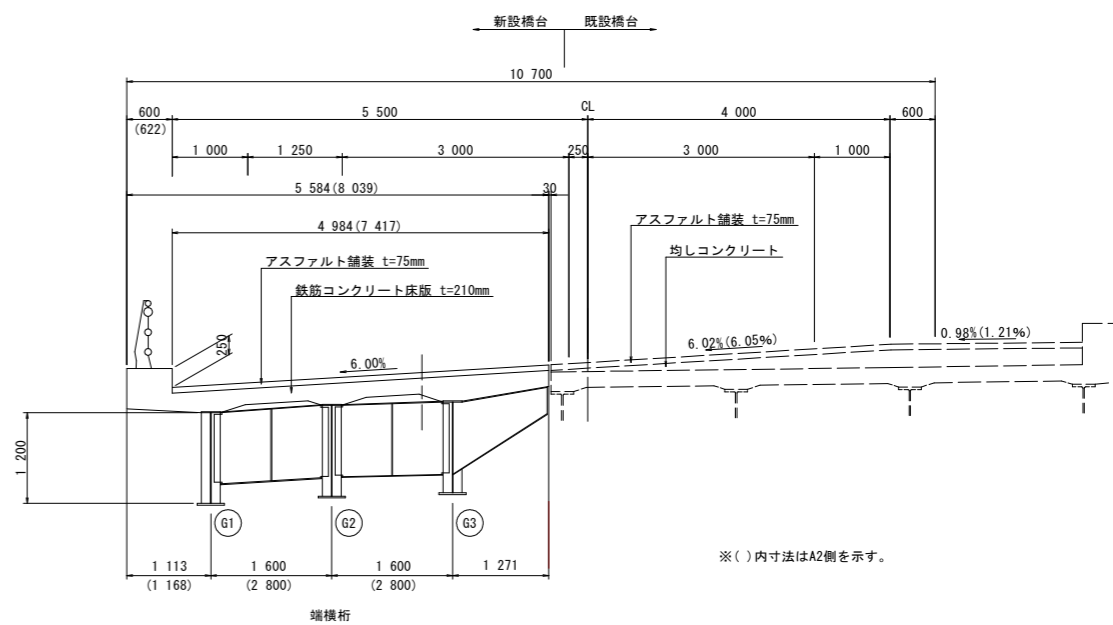 新設橋台 既設橋台
10 700
600 5 500 CL 4 000 600
(622)
1 000 1 250 3 000 250 3 000 1 000
5 584(8 039) 30
4 984(7 417)
アスファルト舗装 t=75mm
均しコンクリート
アスファルト舗装 t=75mm
鉄筋コンクリート床版 t=210mm
250
6.00%
6.02%(6.05%)
0.98%(1.21%)
1 200
G1 G2 G3
※( )内寸法はA2側を示す。
1 113 1 600 1 600 1 271
(1 168) (2 800) (2 800)
端横桁